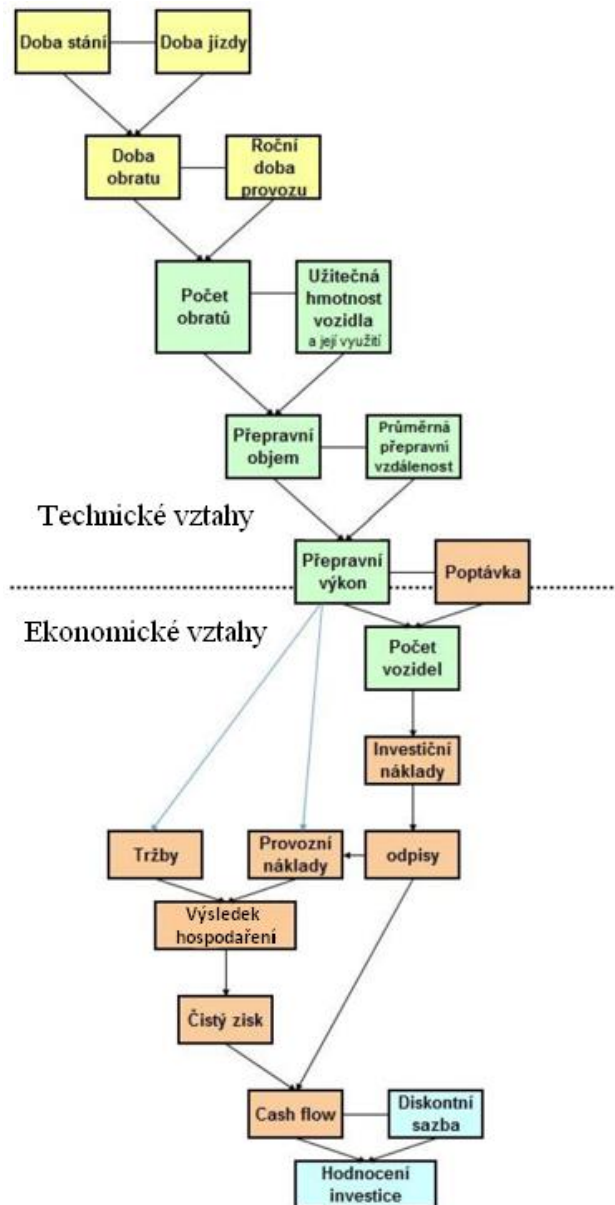 Doba stání
Doba jízdy
Doba
obratu
Roční
doba
provozu
Počet
obratů
Užitečná
hmotnost
vozidla
a její využití
Přepravní
objem
Průměrná
přepravní
vzdálenost
Technické vztahy
Přepravní
výkon
Poptávka
Ekonomické vztahy
Počet
vozidel
Investiční
náklady
Tržby
Provozní
náklady
odpisy
Výsledek
hospodaření
Čistý zisk
Cash flow
Diskontní
sazba
Hodnocení
investice